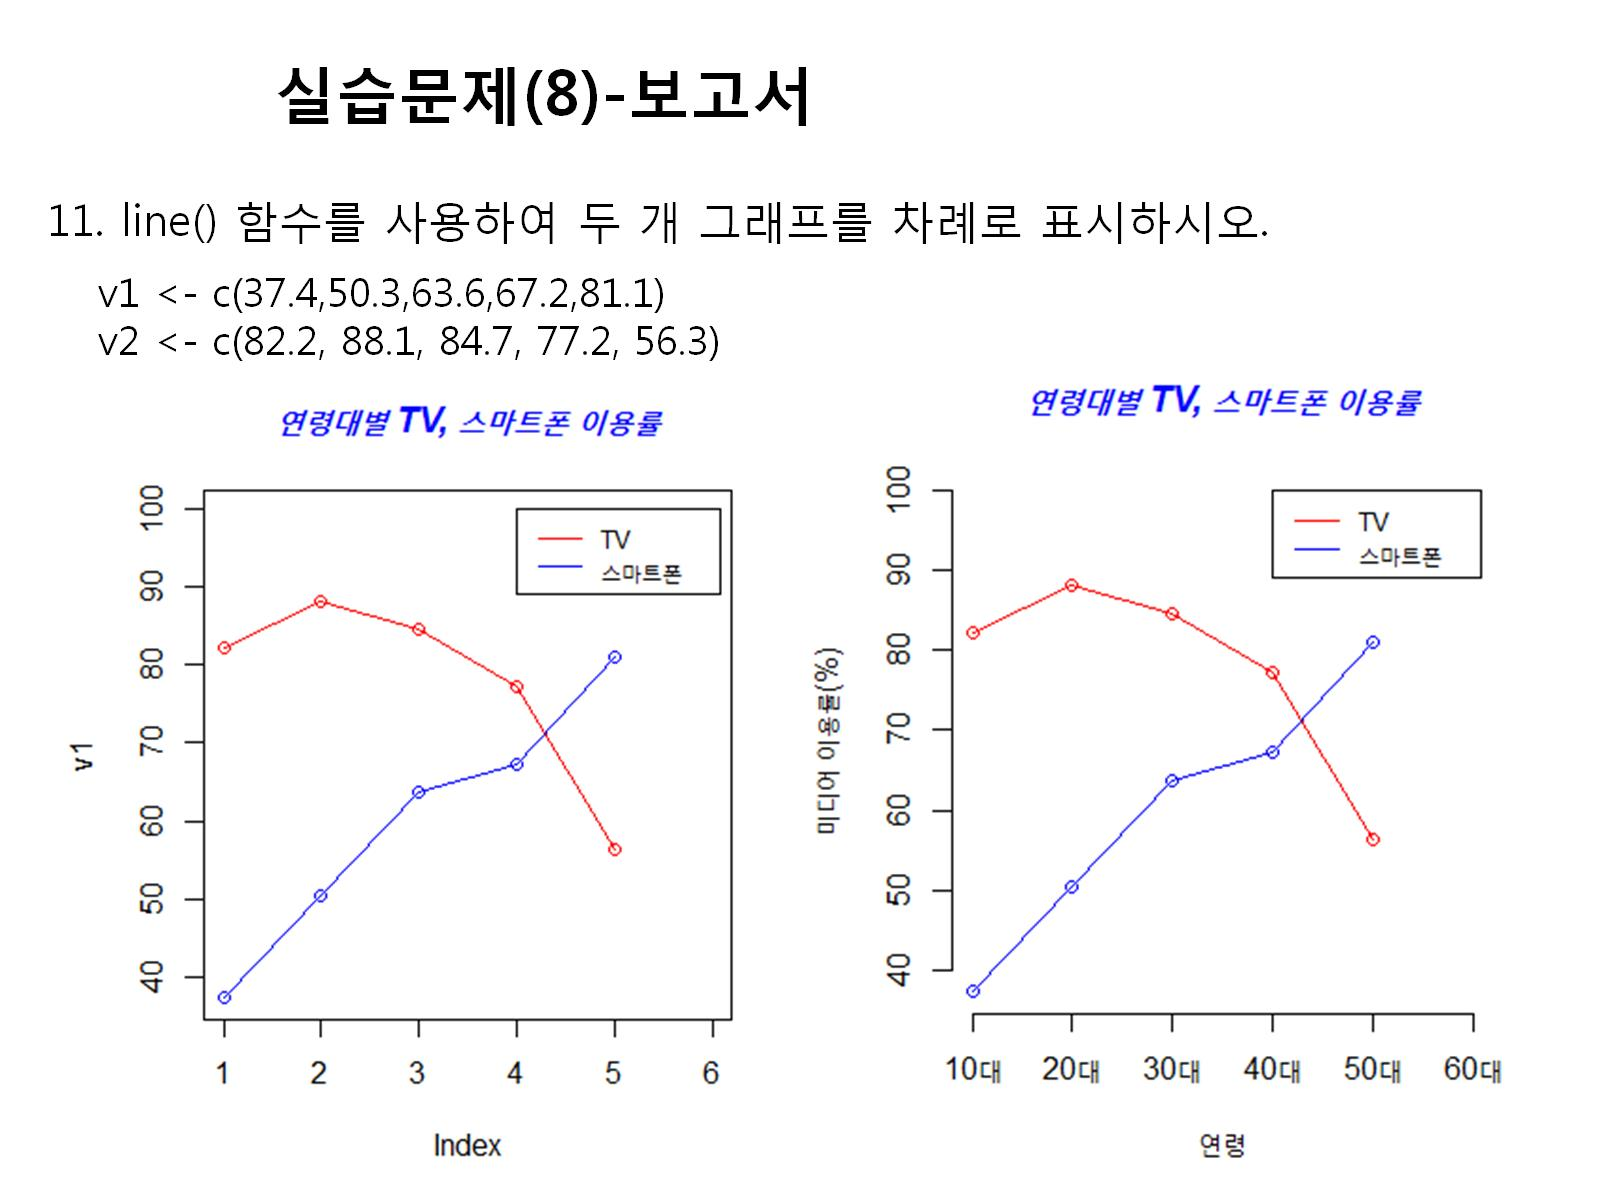 실습문제(8)-보고서
11. line() 함수를 사용하여 두 개 그래프를 차례로 표시하시오.
v1 <- c(37.4,50.3,63.6,67.2,81.1)
v2 <- c(82.2, 88.1, 84.7, 77.2, 56.3)
연령대별 TV, 스마트폰 이용률
100
90
80
70
60
50
40
v1
TV
스마트폰
1 2 3 4 5 6
Index
연령대별 TV, 스마트폰 이용률
100
90
80
70
60
50
40
미디어 이용률(%)
TV
스마트폰
10대 20대 30대 40대 50대 60대
연령